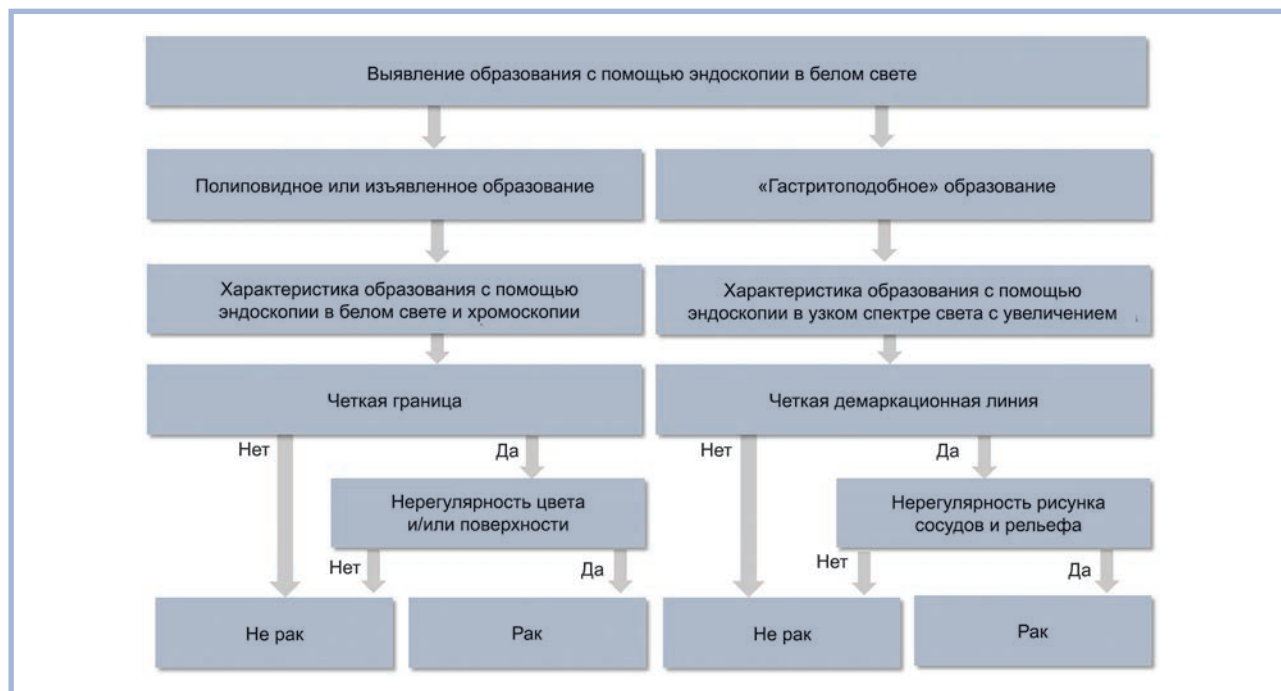 Выявление образования с помощью эндоскопии в белом свете
Полиповидное или изъявленное образование
«Гастритоподобное» образование
Характеристика образования с помощью
эндоскопии в белом свете и хромоскопии
Характеристика образования с помощью
эндоскопии в узком спектре света с увеличением
Четкая граница
Четкая демаркационная линия
Нет
Да
Нет
Да
Нерегулярность цвета
и/или поверхности
Нерегулярность рисунка
сосудов и рельефа
Нет
Да
Нет
Да
Не рак
Рак
Не рак
Рак